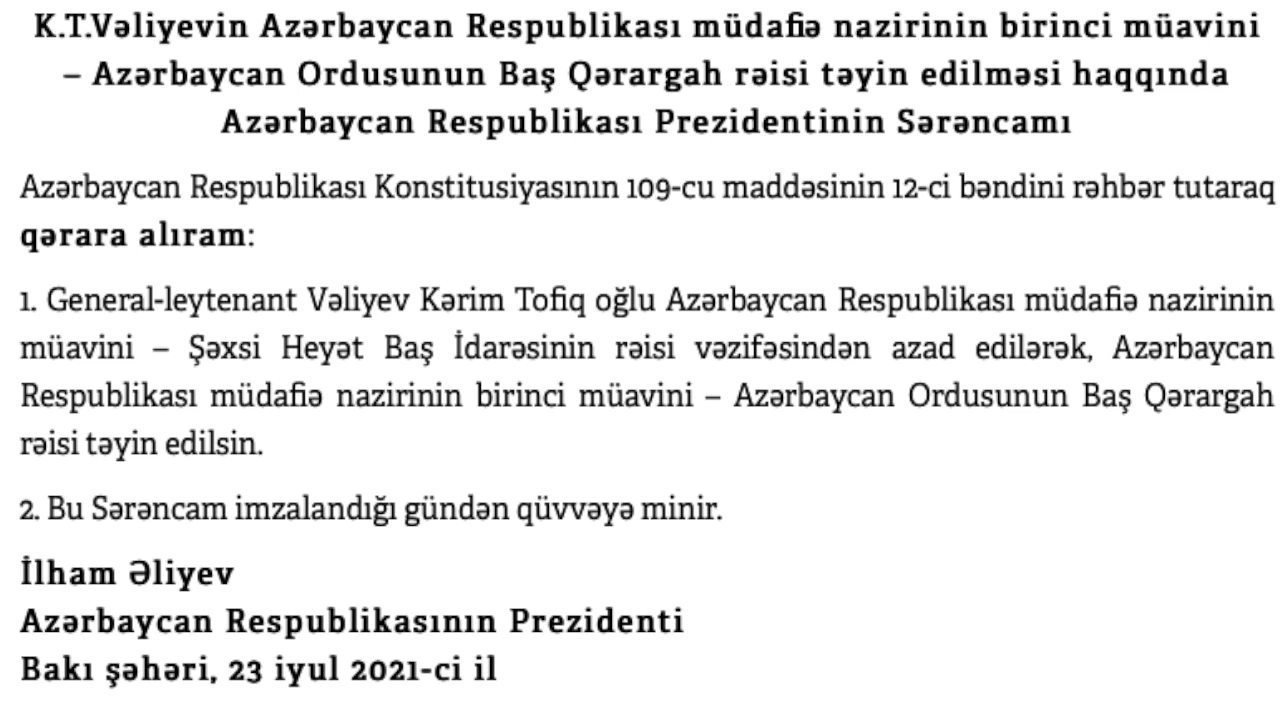 K.T.Vəliyevin Azərbaycan Respublikası müdafiə nazirinin birinci müavini
– Azərbaycan Ordusunun Baş Qərargah rəisi təyin edilməsi haqqında
Azərbaycan Respublikası Prezidentinin Sərəncamı
Azərbaycan Respublikası Konstitusiyasının 109-cu maddəsinin 12-ci bəndini rəhbər tutaraq
qərara alıram:
1. General-leytenant Vəliyev Kərim Tofiq oğlu Azərbaycan Respublikası müdafiə nazirinin
müavini – Şəxsi Heyət Baş İdarəsinin rəisi vəzifəsindən azad edilərək, Azərbaycan
Respublikası müdafiə nazirinin birinci müavini – Azərbaycan Ordusunun Baş Qərargah
rəisi təyin edilsin.
2. Bu Sərəncam imzalandığı gündən qüvvəyə minir.
İlham Əliyev
Azərbaycan Respublikasının Prezidenti
Bakı şəhəri, 23 iyul 2021-ci il